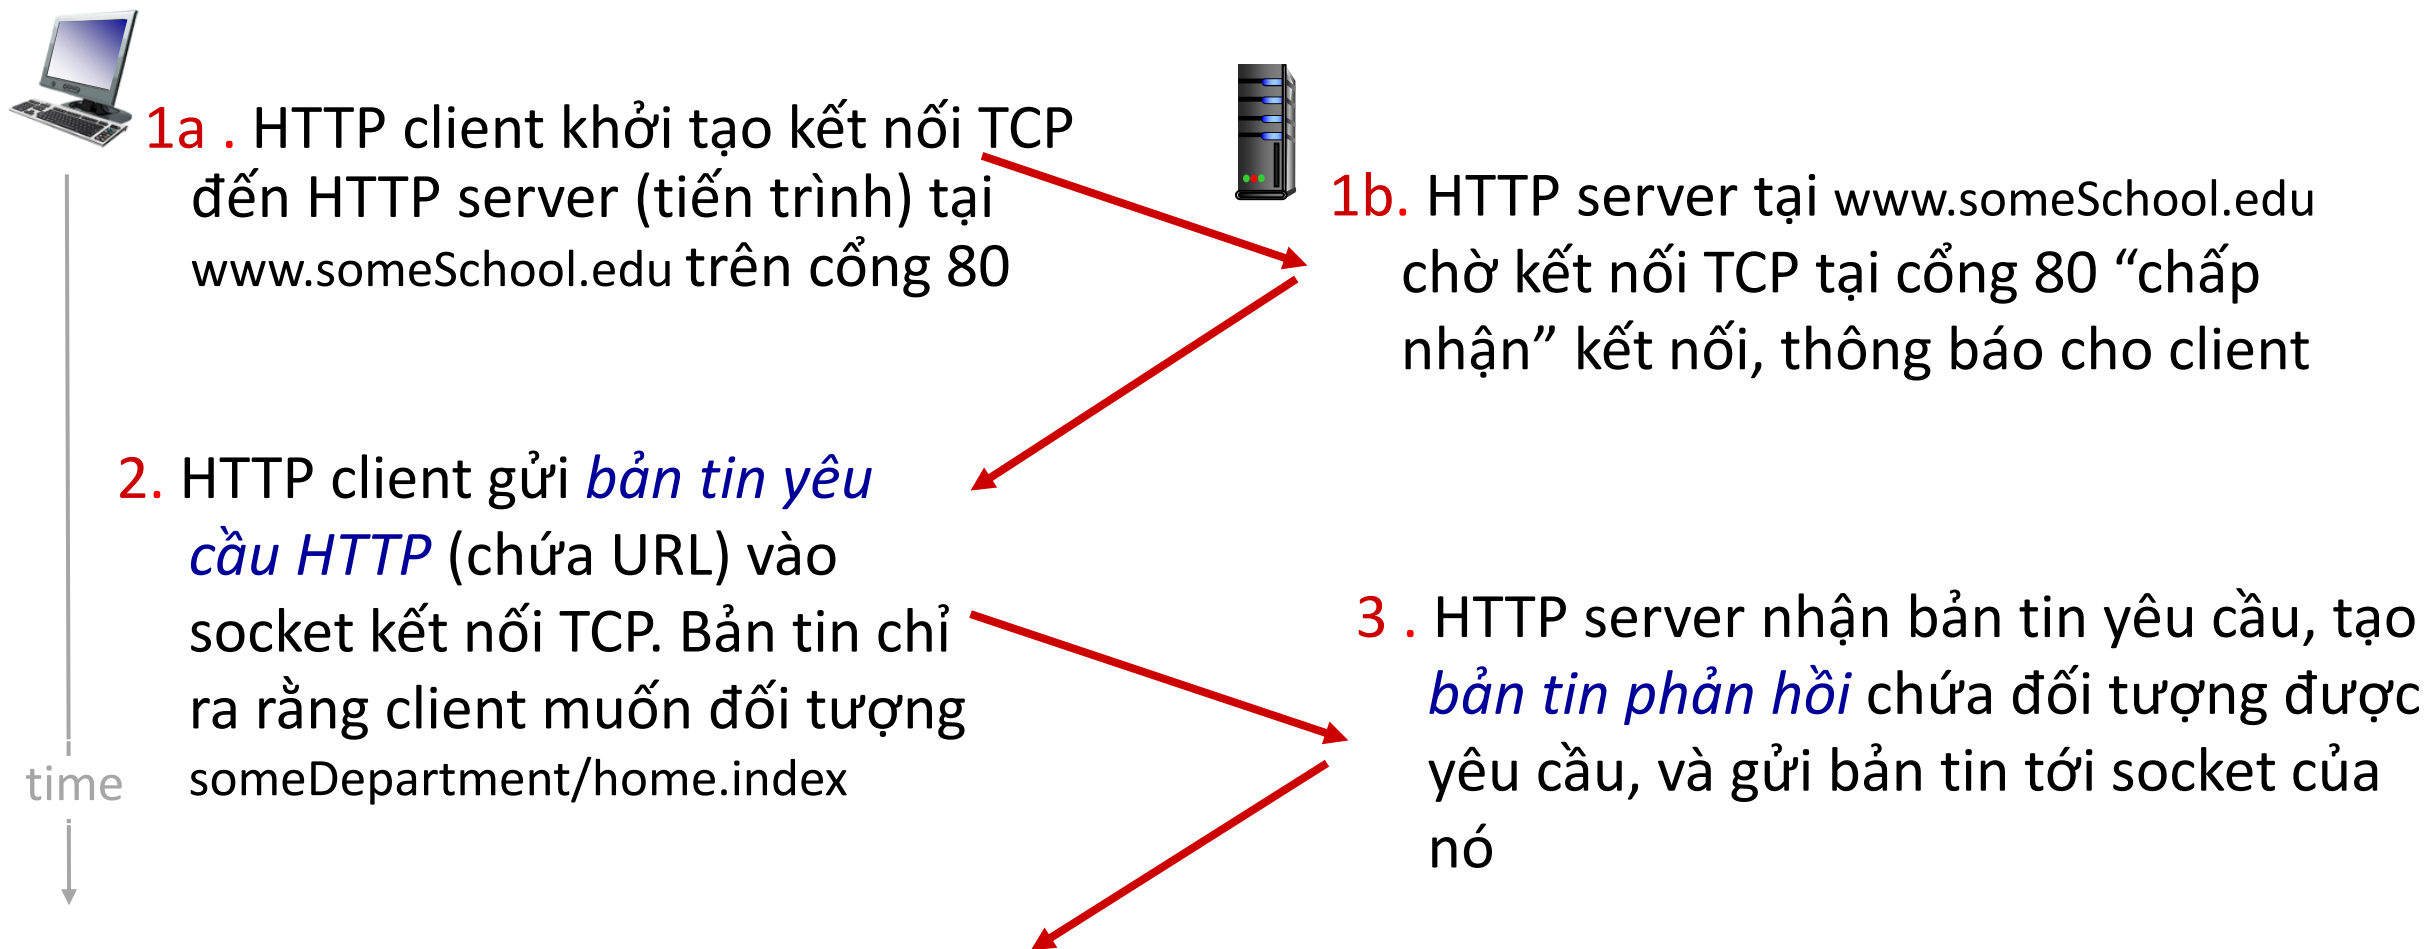 1a . HTTP client khởi tạo kết nối TCP
đến HTTP server (tiến trình) tại
www.someSchool.edu trên cổng 80
1b. HTTP server tại www.someSchool.edu
chờ kết nối TCP tại cổng 80 “chấp
nhận” kết nối, thông báo cho client
2. HTTP client gửi bản tin yêu
cầu HTTP (chứa URL) vào
socket kết nối TCP. Bản tin chỉ
ra rằng client muốn đối tượng
someDepartment/home.index
3 . HTTP server nhận bản tin yêu cầu, tạo
bản tin phản hồi chứa đối tượng được
yêu cầu, và gửi bản tin tới socket của
nó
time